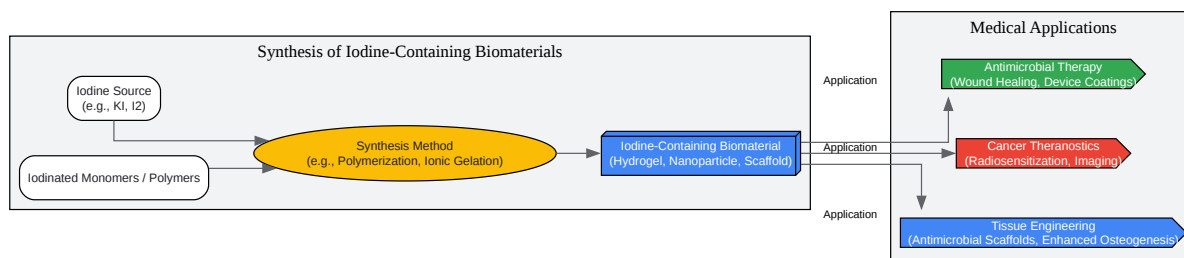 Synthesis of Iodine-Containing Biomaterials
Iodine Source
(e.g., KI, I2)
Iodinated Monomers / Polymers
Synthesis Method
(e.g., Polymerization, Ionic Gelation)
Iodine-Containing Biomaterial
(Hydrogel, Nanoparticle, Scaffold)
Application
Application
Application
Medical Applications
Antimicrobial Therapy
(Wound Healing, Device Coatings)
Cancer Theranostics
(Radiosensitization, Imaging)
Tissue Engineering
(Antimicrobial Scaffolds, Enhanced Osteogenesis)